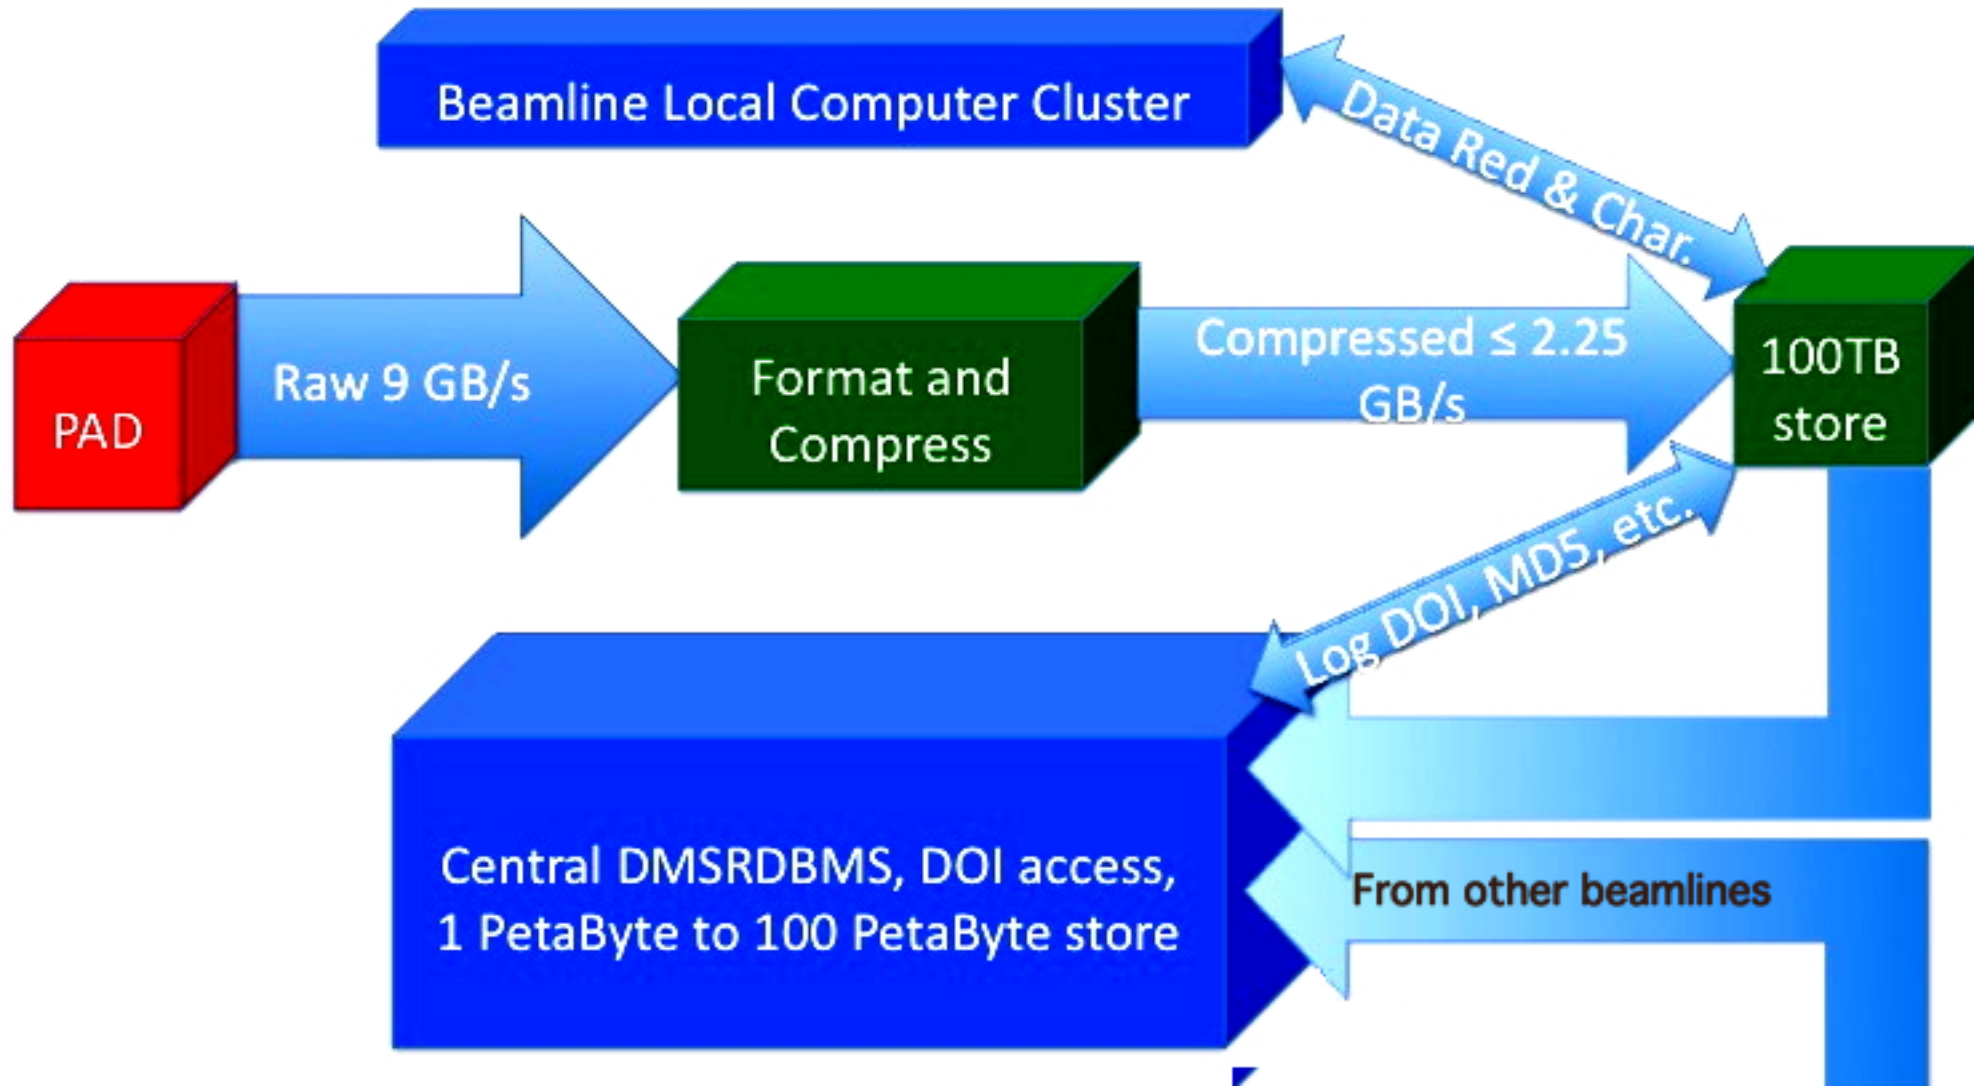 Beamline Local Computer Cluster
Data Red & Char.
PAD
Raw 9 GB/s
Format and
Compress
Compressed ≤ 2.25
GB/s
100TB
store
Log DOI, MD5, etc.
Central DMSRDBMS, DOI access,
1 PetaByte to 100 PetaByte store
From other beamlines